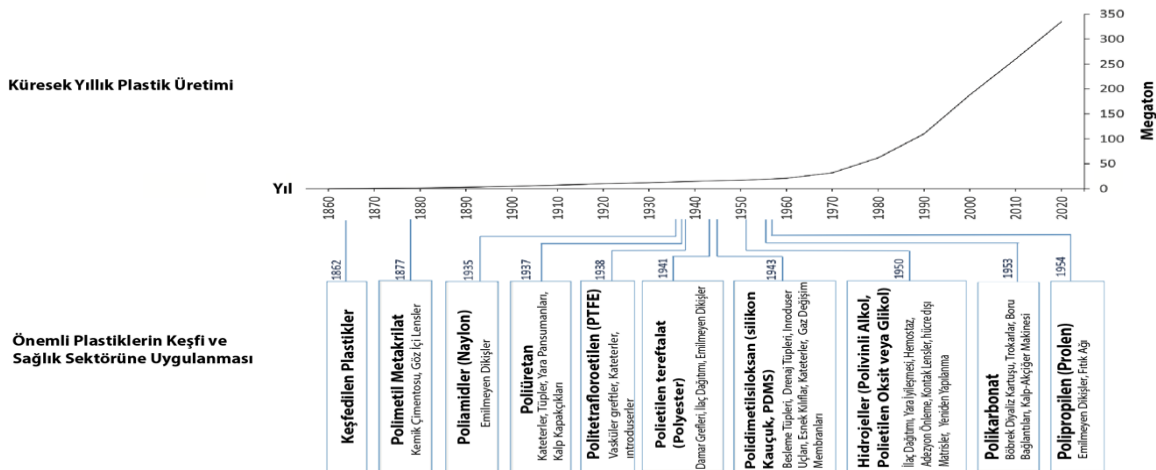 Küresek Yıllık Plastik Üretimi
350
300
250
200
150
100
50
0
Megaton
Yıl
1860
1870
1880
1890
1900
1910
1920
1930
1940
1950
1960
1970
1980
1990
2000
2010
2020
Önemli Plastiklerin Keşfi ve
Sağlık Sektörüne Uygulanması
1862
Keşfedilen Plastikler
1877
Polimetil Metakrilat
Kemik Çimentosu, Göz İçi Lensler
1935
Poliamidler (Naylon)
Emilmeyen Dikişler
1937
Poliüretan
Kateterler, Tüpler, Yara Pansumanları,
Kalp Kapakçıkları
1938
Politetrafloroetilen (PTFE)
Vasküler greftler, Kateterler,
ıntroduserler
1941
Polietilen tereftalat
(Polyester)
Damar Grefleri, İlaç Dağıtımı; Emilmeyen Dikişler
1943
Polidimetilsiloksan (silikon
Kauçuk, PDMS)
Besleme Tüpleri, Drenaj Tüpleri, Inroduser
Uçları, Esnek Kılıflar, Kateterler, Gaz Değişim
Membranları
1950
Hidrojeller (Polivinli Alkol,
Polietilen Oksit veya Glikol)
İlaç Dağıtımı, Yara İyileşmesi, Hemostaz,
Adezyon Önleme, Kontak Lensler, hücre dışı
Matrisler, Yeniden Yapılanma
1953
Polikarbonat
Böbrek Diyaliz Kartuşu, Trokarlar, Boru
Bağlantıları, Kalp-Akçiğer Makinesi
1954
Polipropilen (Prolen)
Emilmeyen Dikişler, Fıtık Ağı